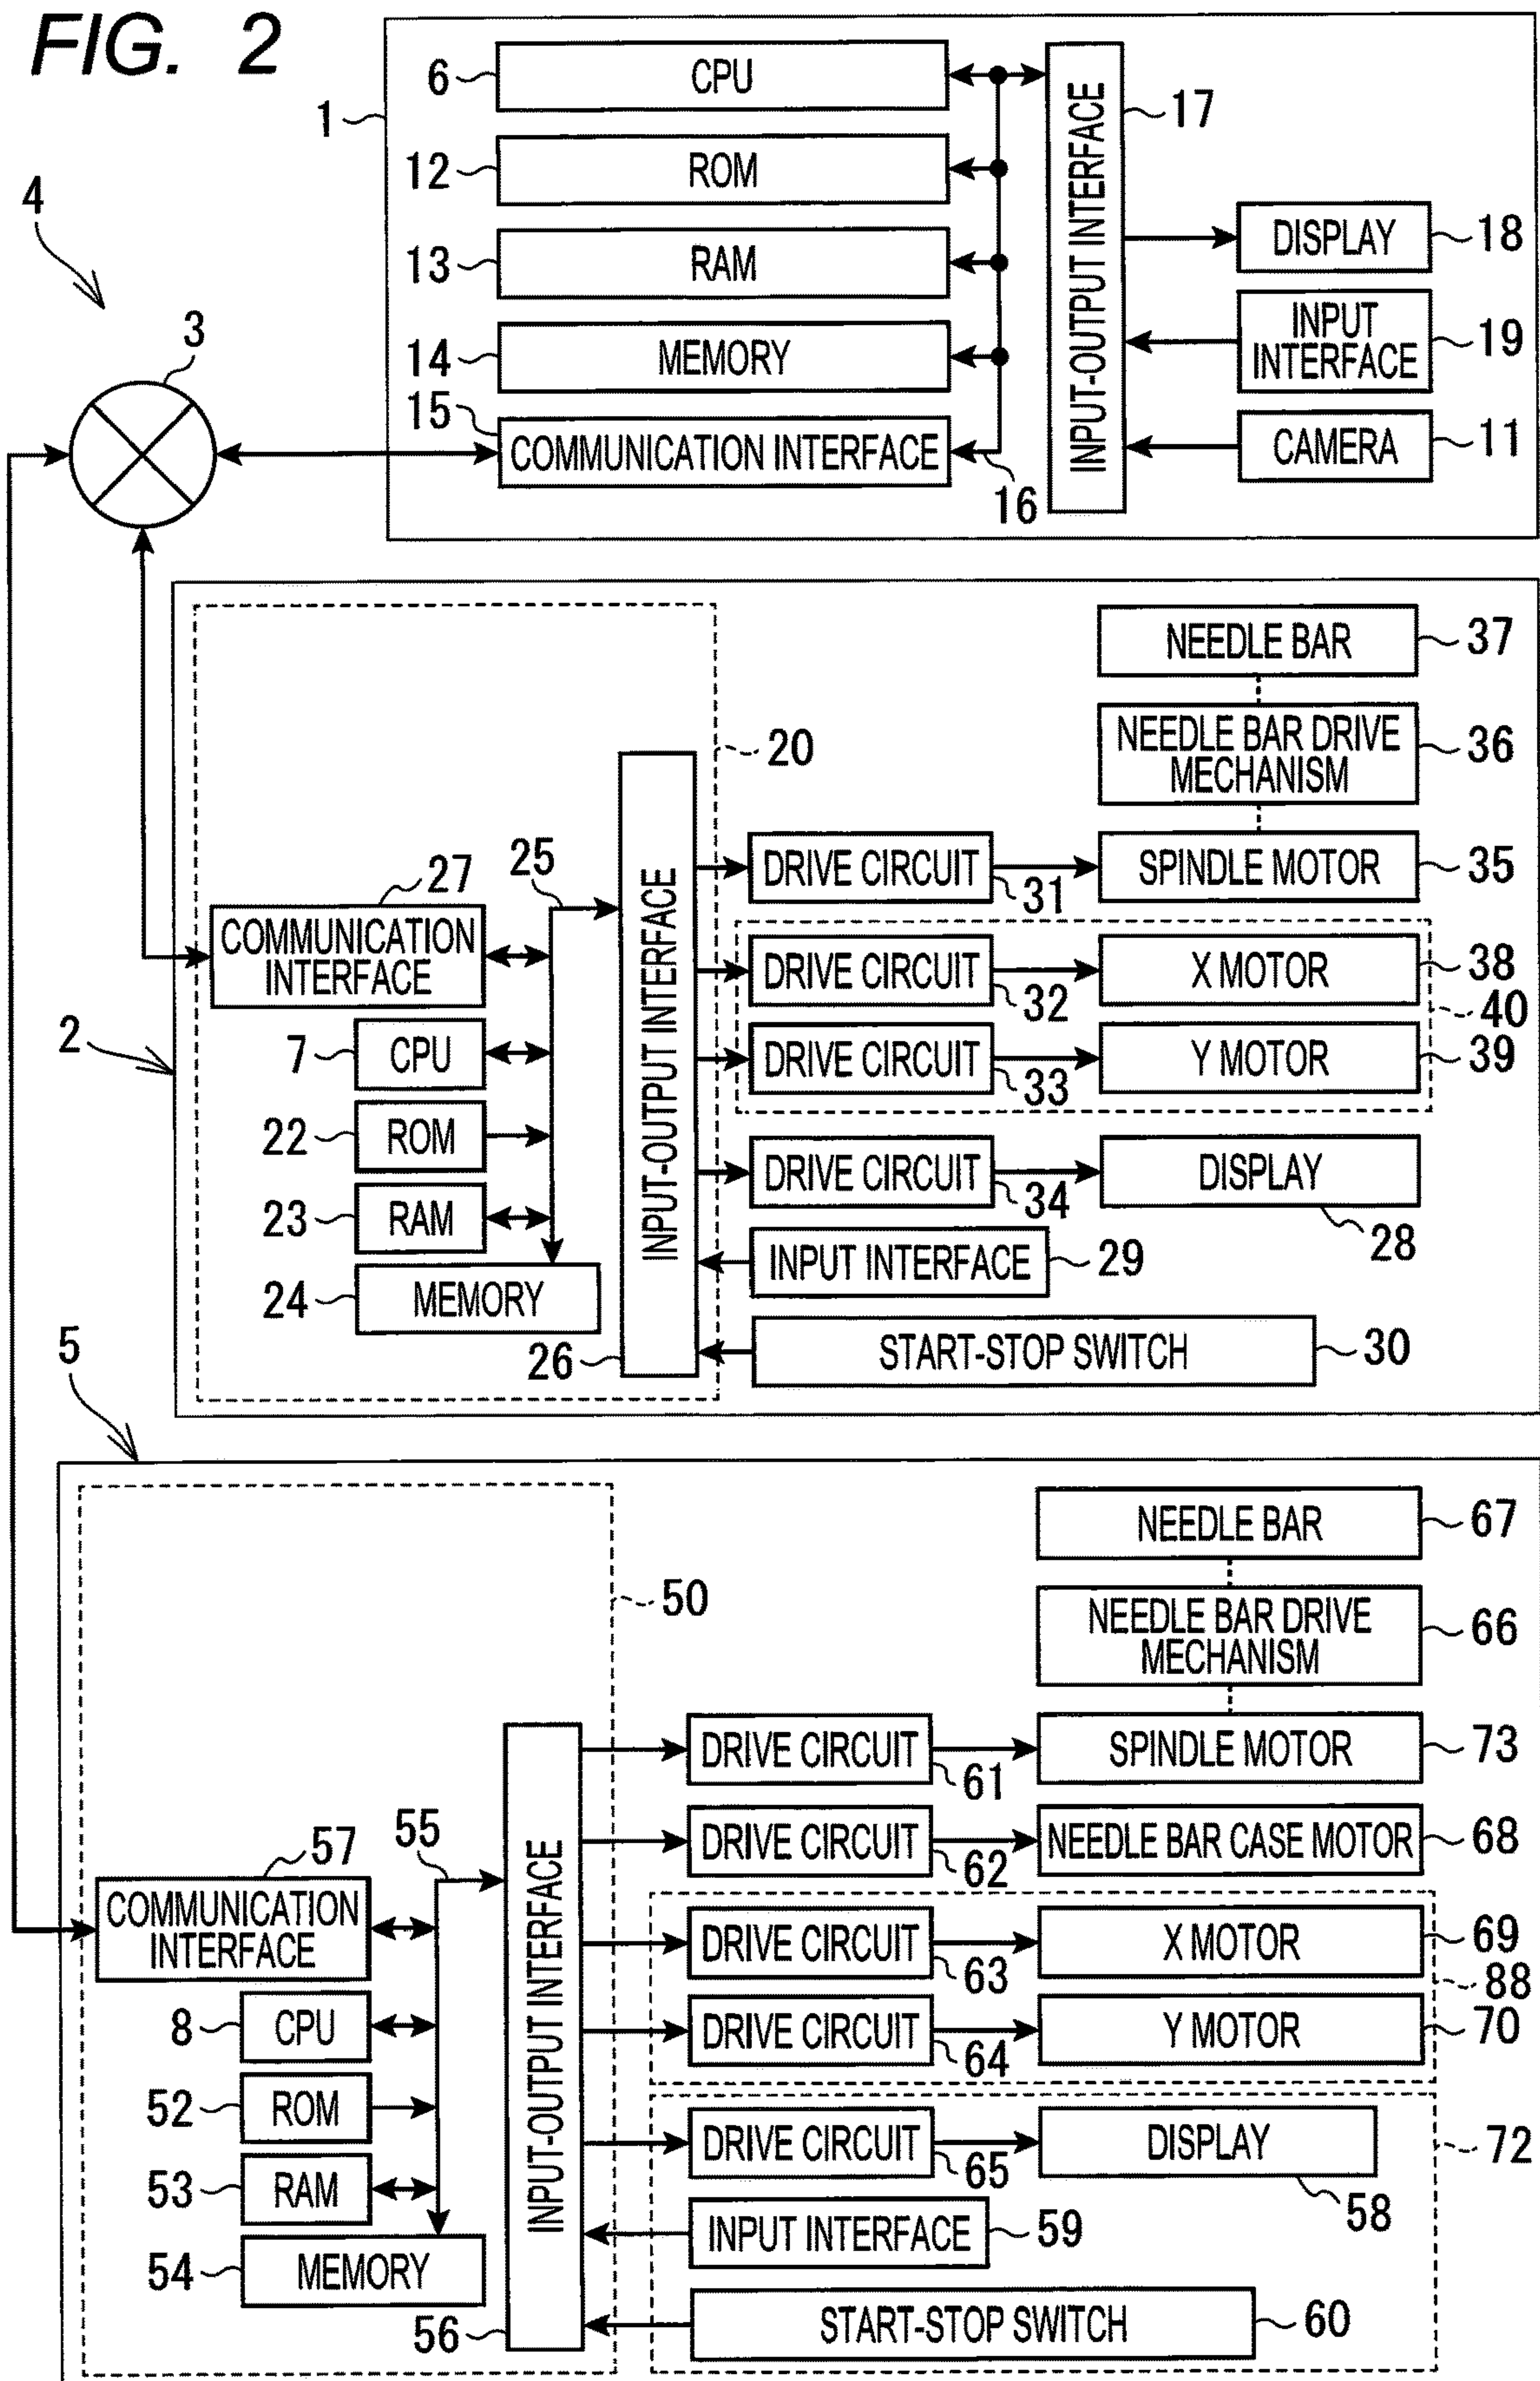 FIG. 2
1
6
CPU
12
ROM
13
RAM
14
MEMORY
15
COMMUNICATION INTERFACE
16
INPUT-OUTPUT INTERFACE
17
DISPLAY
18
INPUT
INTERFACE
19
CAMERA
11
4
3
2
20
NEEDLE BAR
37
NEEDLE BAR DRIVE
MECHANISM
36
25
27
COMMUNICATION
INTERFACE
7
CPU
22
ROM
23
RAM
24
MEMORY
26
INPUT-OUTPUT INTERFACE
DRIVE CIRCUIT
31
SPINDLE MOTOR
35
DRIVE CIRCUIT
32
X MOTOR
38
40
DRIVE CIRCUIT
33
Y MOTOR
39
DRIVE CIRCUIT
34
DISPLAY
28
INPUT INTERFACE
29
START-STOP SWITCH
30
5
50
NEEDLE BAR
67
NEEDLE BAR DRIVE
MECHANISM
66
55
57
COMMUNICATION
INTERFACE
8
CPU
52
ROM
53
RAM
54
MEMORY
56
INPUT-OUTPUT INTERFACE
DRIVE CIRCUIT
61
SPINDLE MOTOR
73
DRIVE CIRCUIT
62
NEEDLE BAR CASE MOTOR
68
DRIVE CIRCUIT
63
X MOTOR
69
88
DRIVE CIRCUIT
64
Y MOTOR
70
DRIVE CIRCUIT
65
DISPLAY
58
72
INPUT INTERFACE
59
START-STOP SWITCH
60